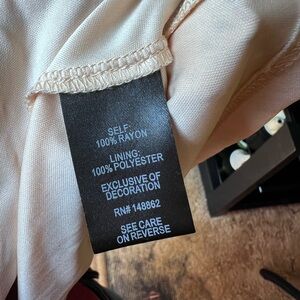 SELF:
100% RAYON
LINING:
100% POLYESTER
EXCLUSIVE OF
DECORATION
RN# 148862
SEE CARE
ON REVERSE